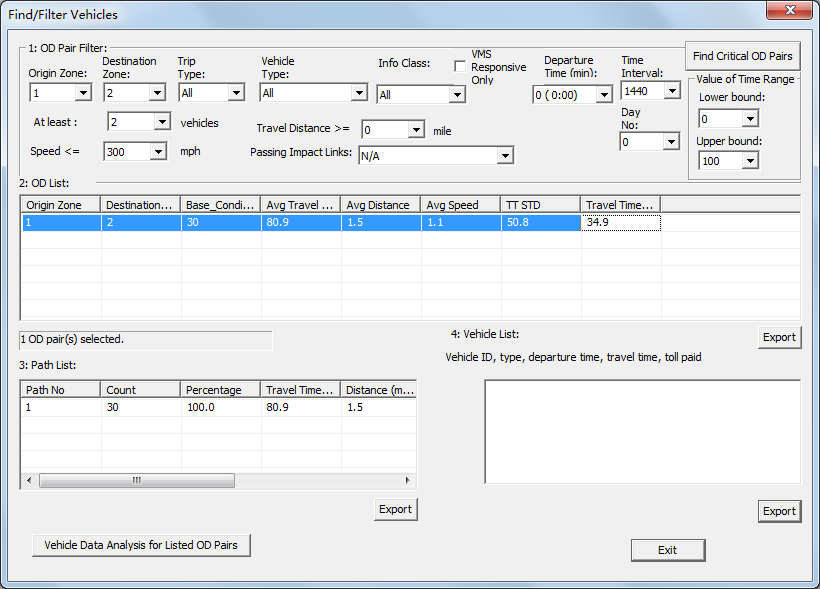 Find/Filter Vehicles
1: OD Pair Filter:
Origin Zone:
1
Destination
Zone:
2
Trip
Type:
All
Vehicle
Type:
All
Info Class:
All
VMS
Responsive
Only
Departure
Time (min):
0 ( 0:00)
Time
Interval:
1440
Find Critical OD Pairs
Value of Time Range
Lower bound:
0
Upper bound:
100
At least :
2
vehicles
Travel Distance >=
0
mile
Day
No:
0
Speed <=
300
mph
Passing Impact Links:
N/A
2: OD List:
Origin Zone Destination... Base_Condi... Avg Travel ... Avg Distance Avg Speed TT STD Travel Time...
1 2 30 80.9 1.5 1.1 50.8 34.9
1 OD pair(s) selected.
4: Vehicle List:
Export
Vehicle ID, type, departure time, travel time, toll paid
3: Path List:
Path No Count Percentage Travel Time... Distance (m...
1 30 100.0 80.9 1.5
Export
Export
Vehicle Data Analysis for Listed OD Pairs
Exit